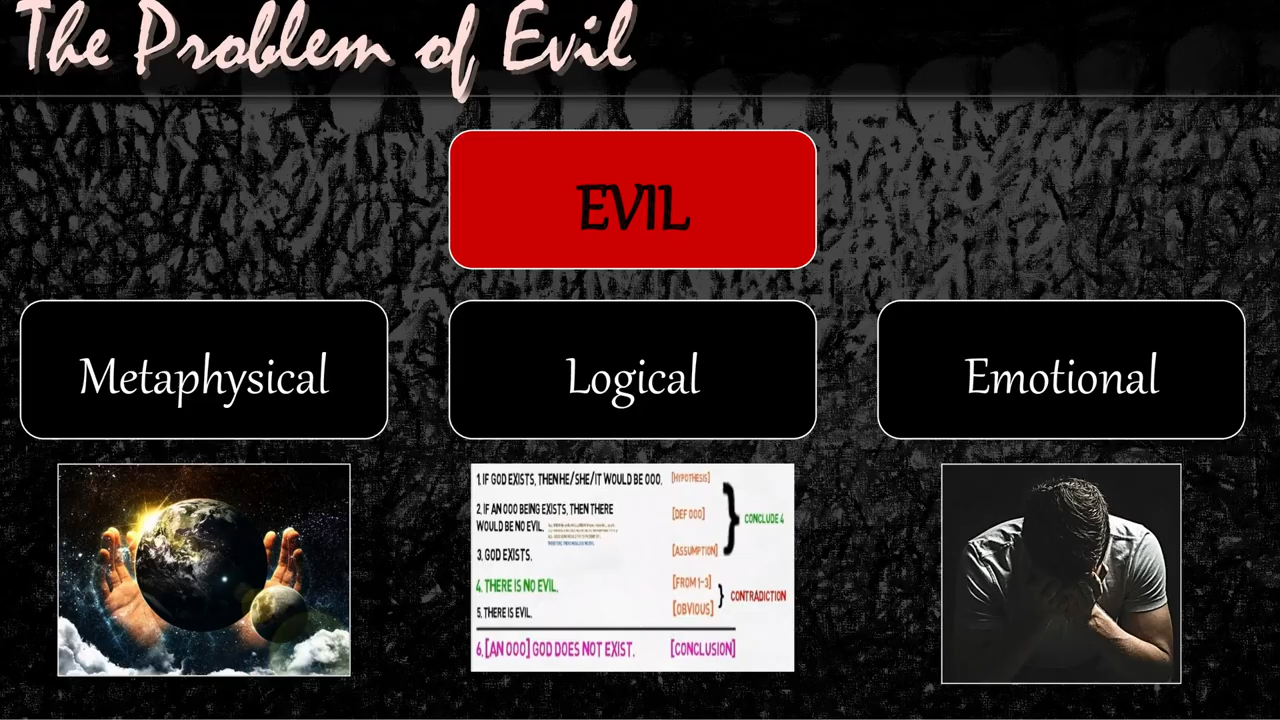 The Problem of Evil
EVIL
Metaphysical
Logical
Emotional
1. IF GOD EXISTS, THEN HE/SHE/IT WOULD BE OOO. [HYPOTHESIS]
2. IF AN OOO BEING EXISTS, THEN THERE
WOULD BE NO EVIL. [DEF OOO]
3. GOD EXISTS. [ASSUMPTION]
} CONCLUDE 4
4. THERE IS NO EVIL. [FROM 1-3]
5. THERE IS EVIL. [OBVIOUS]
} CONTRADICTION
6. [AN OOO] GOD DOES NOT EXIST. [CONCLUSION]